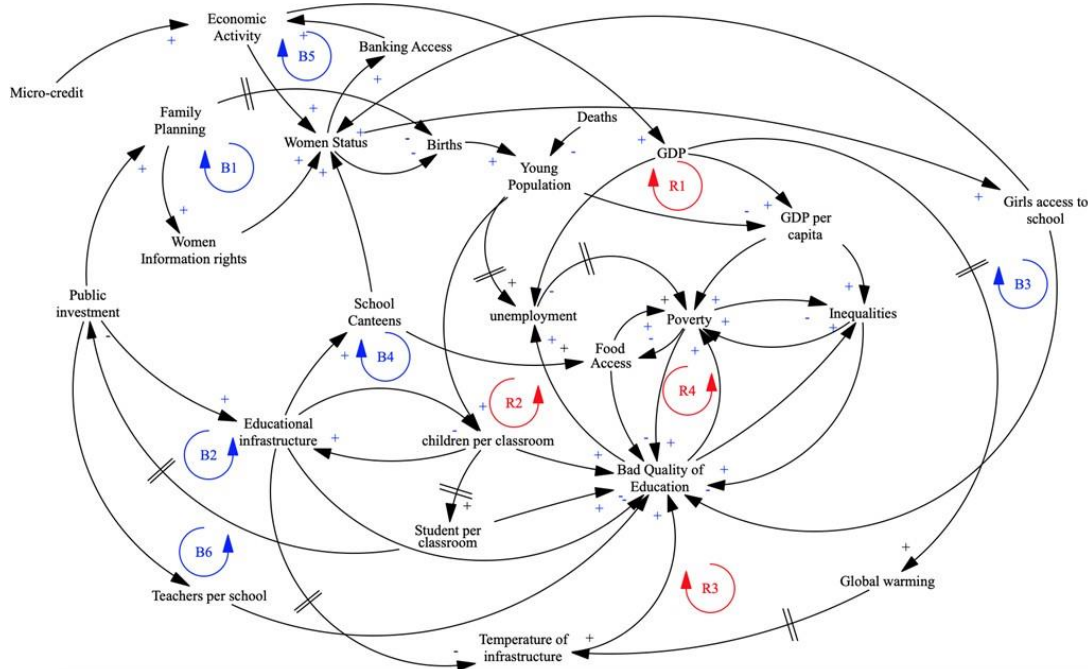 Economic
Activity
B5
Banking Access
Micro-credit
Family
Planning
B1
Women Status
Births
Deaths
Young
Population
GDP
R1
GDP per
capita
Girls access to
school
Women
Information rights
Public
investment
School
Canteens
unemployment
Poverty
Inequalities
B3
B4
Food
Access
R2
R4
Educational
infrastructure
children per classroom
B2
Bad Quality of
Education
Student per
classroom
B6
Teachers per school
R3
Global warming
Temperature of
infrastructure